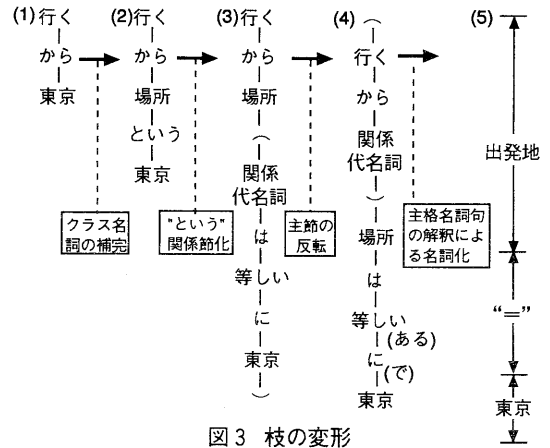 (1) 行く
から
東京
クラス名
詞の補完
(2) 行く
から
場所
という
東京
"という"
関係節化
(3) 行く
から
場所
(
関係
代名詞
は
等しい
に
東京
)
主節の
反転
(4) (
行く
から
関係
代名詞
)
場所
は
等しい
(ある)
に
(で)
東京
主格名詞句
の解釈によ
る名詞化
(5)
出発地
“=”
東京
図3 枝の変形